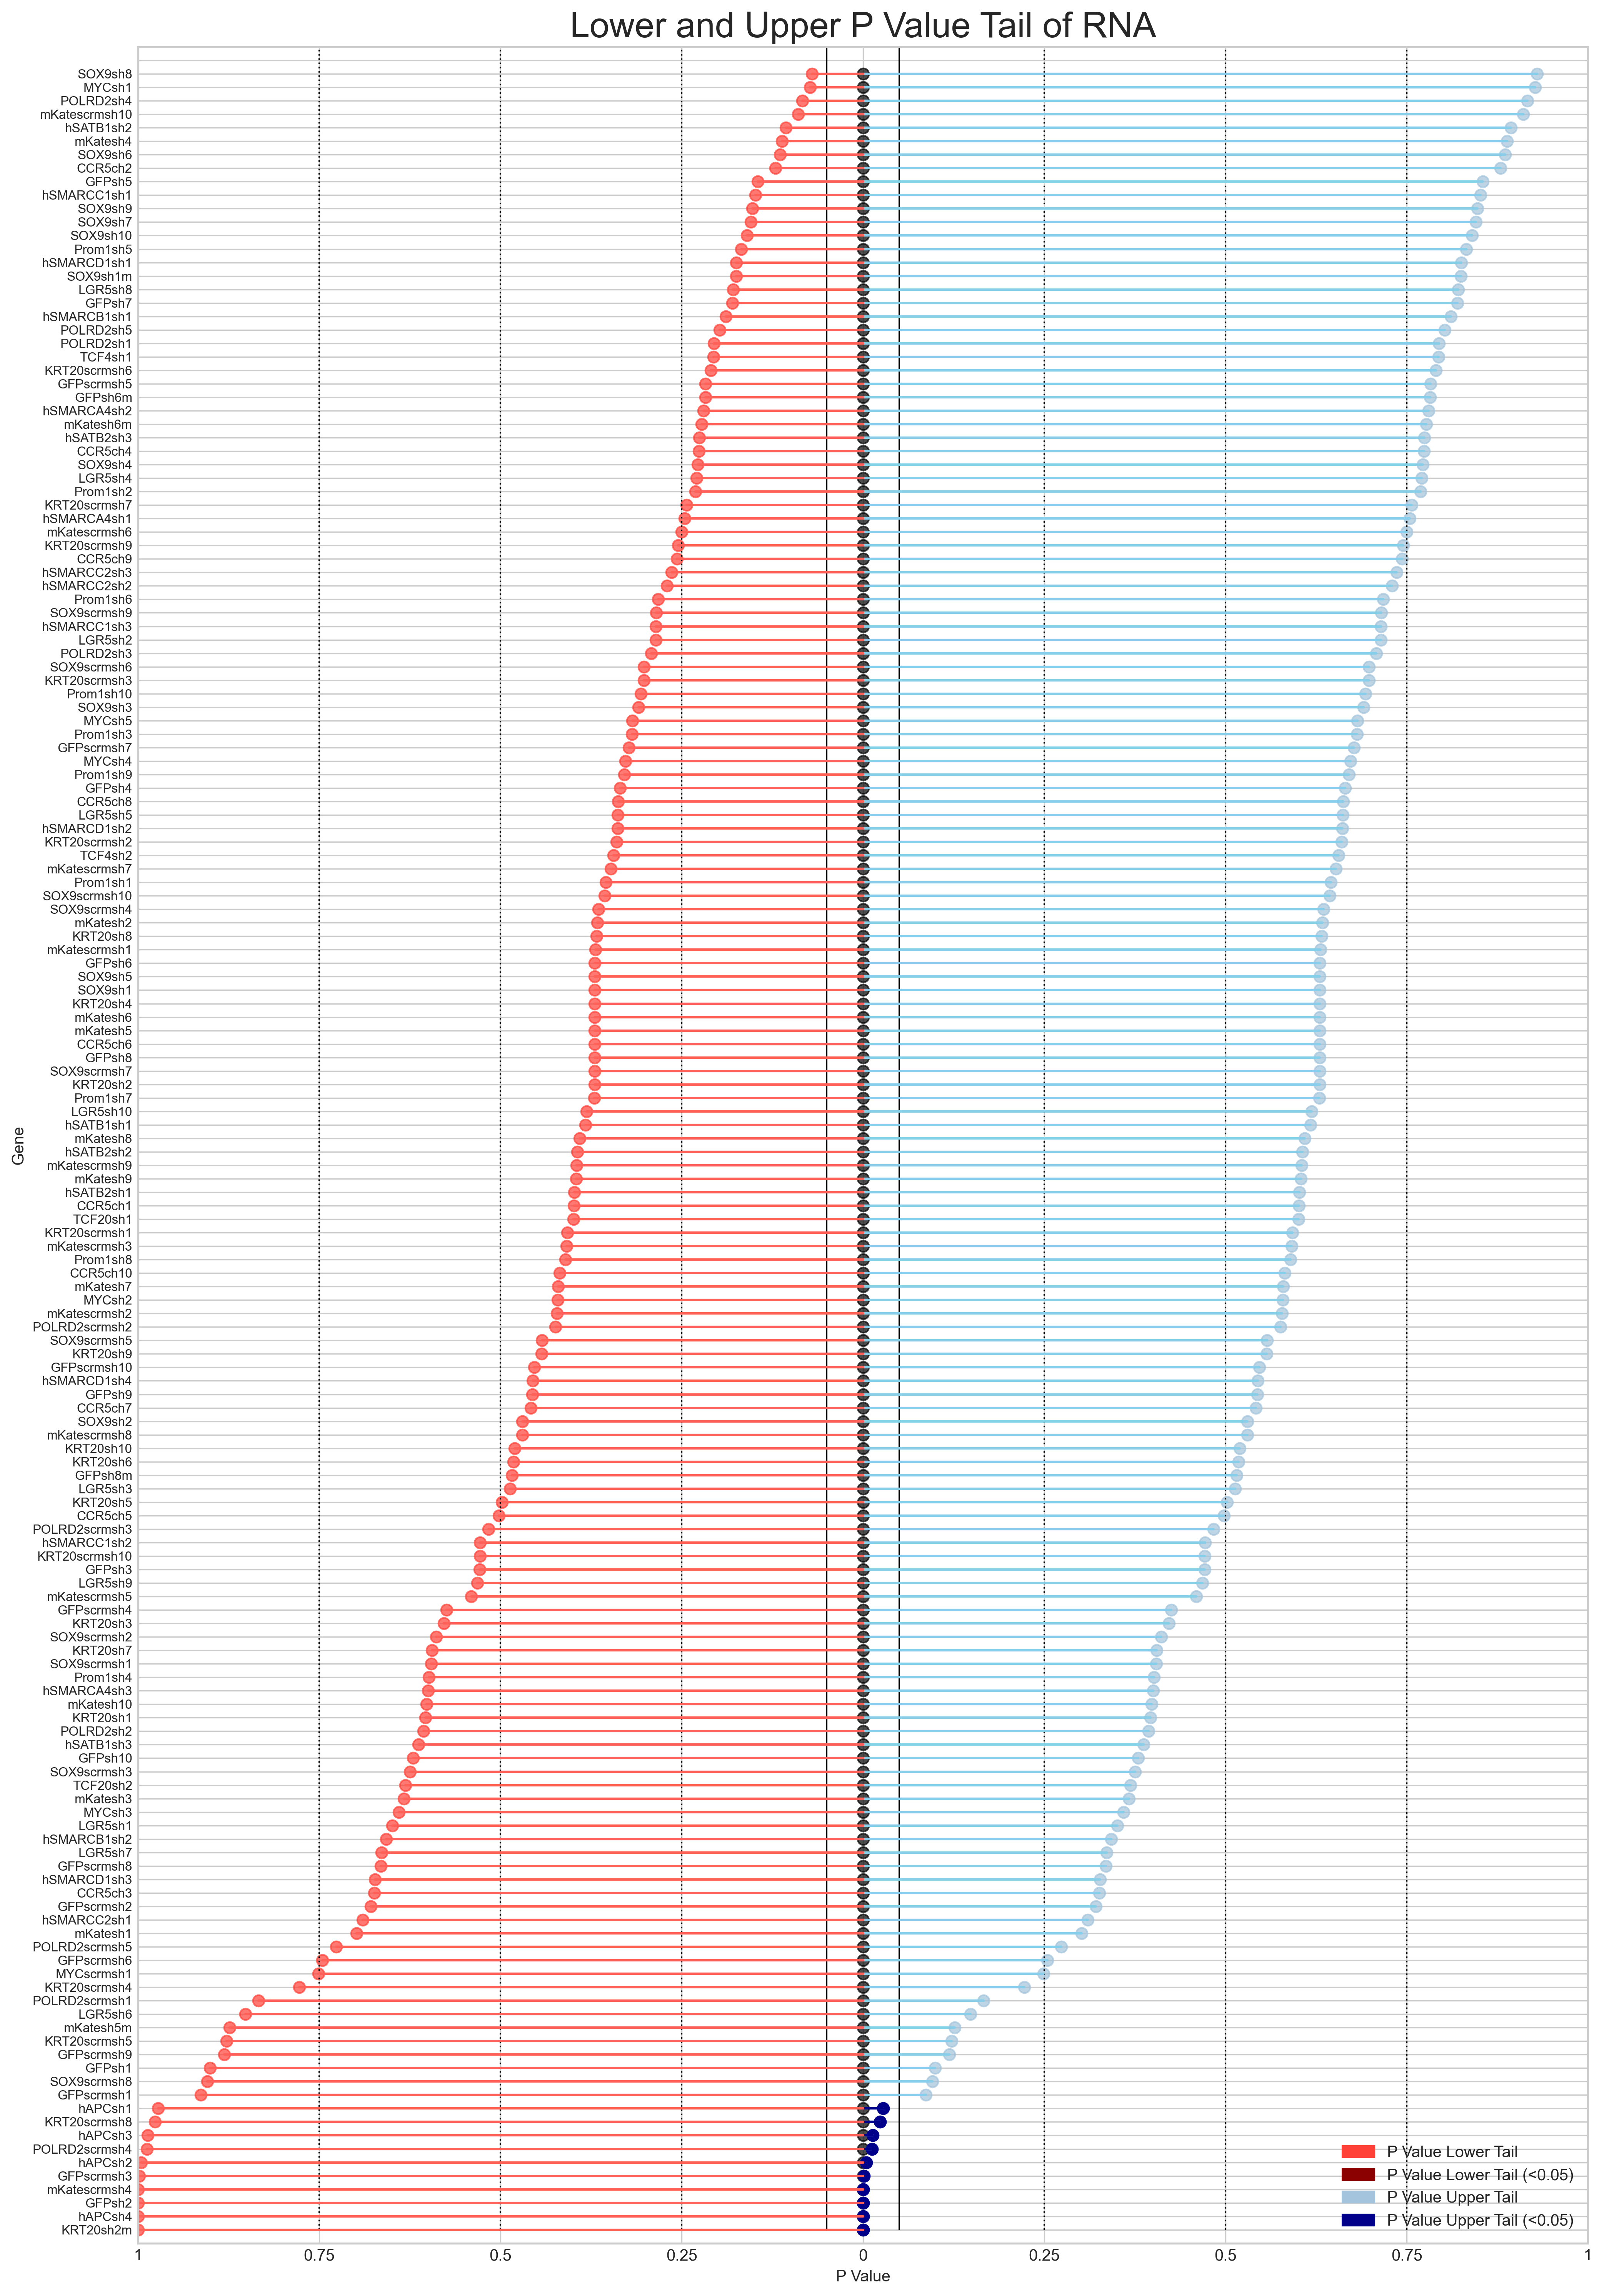 Lower and Upper P Value Tail of RNA
SOX9sh8
MYCsh1
POLRD2sh4
mKatescrmsh10
hSATB1sh2
mKatesh4
SOX9sh6
CCR5ch2
GFPsh5
hSMARCC1sh1
SOX9sh9
SOX9sh7
SOX9sh10
Prom1sh5
hSMARCD1sh1
SOX9sh1m
LGR5sh8
GFPsh7
hSMARCB1sh1
POLRD2sh5
POLRD2sh1
TCF4sh1
KRT20scrmsh6
GFPscrmsh5
GFPsh6m
hSMARCA4sh2
mKatesh6m
hSATB2sh3
CCR5ch4
SOX9sh4
LGR5sh4
Prom1sh2
KRT20scrmsh7
hSMARCA4sh1
mKatescrmsh6
KRT20scrmsh9
CCR5ch9
hSMARCC2sh3
hSMARCC2sh2
Prom1sh6
SOX9scrmsh9
hSMARCC1sh3
LGR5sh2
POLRD2sh3
SOX9scrmsh6
KRT20scrmsh3
Prom1sh10
SOX9sh3
MYCsh5
Prom1sh3
GFPscrmsh7
MYCsh4
Prom1sh9
GFPsh4
CCR5ch8
LGR5sh5
hSMARCD1sh2
KRT20scrmsh2
TCF4sh2
mKatescrmsh7
Prom1sh1
SOX9scrmsh10
SOX9scrmsh4
mKatesh2
KRT20sh8
mKatescrmsh1
GFPsh6
SOX9sh5
SOX9sh1
KRT20sh4
mKatesh6
mKatesh5
CCR5ch6
GFPsh8
SOX9scrmsh7
KRT20sh2
Prom1sh7
LGR5sh10
hSATB1sh1
mKatesh8
hSATB2sh2
mKatescrmsh9
mKatesh9
hSATB2sh1
CCR5ch1
TCF20sh1
KRT20scrmsh1
mKatescrmsh3
Prom1sh8
CCR5ch10
mKatesh7
MYCsh2
mKatescrmsh2
POLRD2scrmsh2
SOX9scrmsh5
KRT20sh9
GFPscrmsh10
hSMARCD1sh4
GFPsh9
CCR5ch7
SOX9sh2
mKatescrmsh8
KRT20sh10
KRT20sh6
GFPsh8m
LGR5sh3
KRT20sh5
CCR5ch5
POLRD2scrmsh3
hSMARCC1sh2
KRT20scrmsh10
GFPsh3
LGR5sh9
mKatescrmsh5
GFPscrmsh4
KRT20sh3
SOX9scrmsh2
KRT20sh7
SOX9scrmsh1
Prom1sh4
hSMARCA4sh3
mKatesh10
KRT20sh1
POLRD2sh2
hSATB1sh3
GFPsh10
SOX9scrmsh3
TCF20sh2
mKatesh3
MYCsh3
LGR5sh1
hSMARCB1sh2
LGR5sh7
GFPscrmsh8
hSMARCD1sh3
CCR5ch3
GFPscrmsh2
hSMARCC2sh1
mKatesh1
POLRD2scrmsh5
GFPscrmsh6
MYCscrmsh1
KRT20scrmsh4
POLRD2scrmsh1
LGR5sh6
mKatesh5m
KRT20scrmsh5
GFPscrmsh9
GFPsh1
SOX9scrmsh8
GFPscrmsh1
hAPCsh1
KRT20scrmsh8
hAPCsh3
POLRD2scrmsh4
hAPCsh2
GFPscrmsh3
mKatescrmsh4
GFPsh2
hAPCsh4
KRT20sh2m
Gene
P Value Lower Tail
P Value Lower Tail (<0.05)
P Value Upper Tail
P Value Upper Tail (<0.05)
1 0.75 0.5 0.25 0 0.25 0.5 0.75 1
P Value